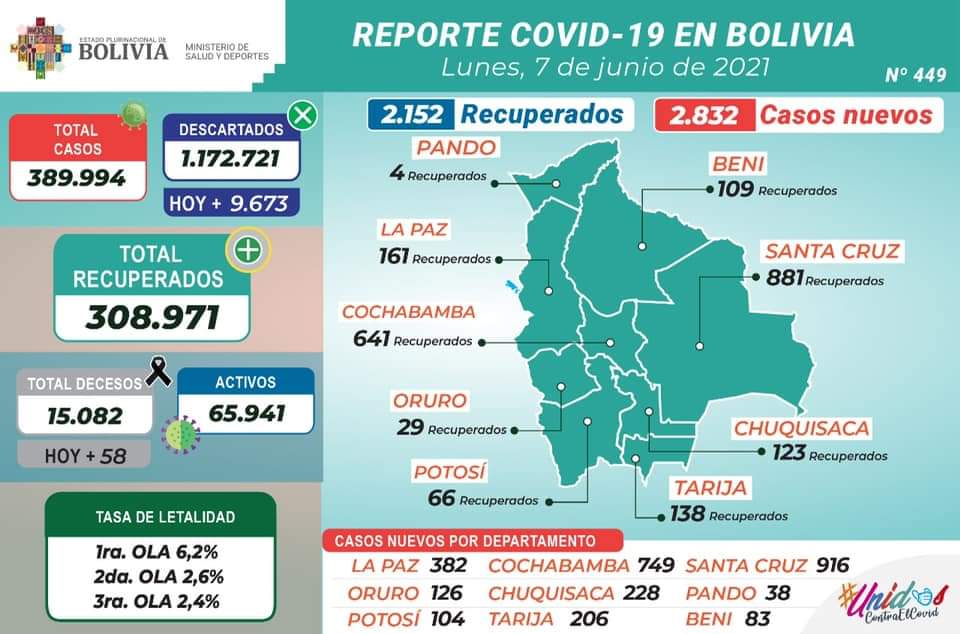 ESTADO PLURINACIONAL DE
BOLIVIA
MINISTERIO DE
SALUD Y DEPORTES
REPORTE COVID-19 EN BOLIVIA
Lunes, 7 de junio de 2021
N° 449
TOTAL
CASOS
389.994
DESCARTADOS
1.172.721
HOY + 9.673
TOTAL
RECUPERADOS
308.971
TOTAL DECESOS
15.082
HOY + 58
ACTIVOS
65.941
TASA DE LETALIDAD
1ra. OLA 6,2%
2da. OLA 2,6%
3ra. OLA 2,4%
2.152 Recuperados
2.832 Casos nuevos
PANDO
4 Recuperados
BENI
109 Recuperados
LA PAZ
161 Recuperados
SANTA CRUZ
881 Recuperados
COCHABAMBA
641 Recuperados
ORURO
29 Recuperados
CHUQUISACA
123 Recuperados
POTOSÍ
66 Recuperados
TARIJA
138 Recuperados
CASOS NUEVOS POR DEPARTAMENTO
LA PAZ 382 COCHABAMBA 749 SANTA CRUZ 916
ORURO 126 CHUQUISACA 228 PANDO 38
POTOSÍ 104 TARIJA 206 BENI 83
#Unidos
ContraElCovid